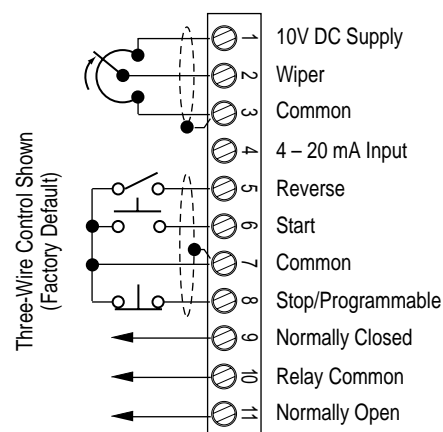 Three-Wire Control Shown
(Factory Default)
1 10V DC Supply
2 Wiper
3 Common
4 4 – 20 mA Input
5 Reverse
6 Start
7 Common
8 Stop/Programmable
9 Normally Closed
10 Relay Common
11 Normally Open